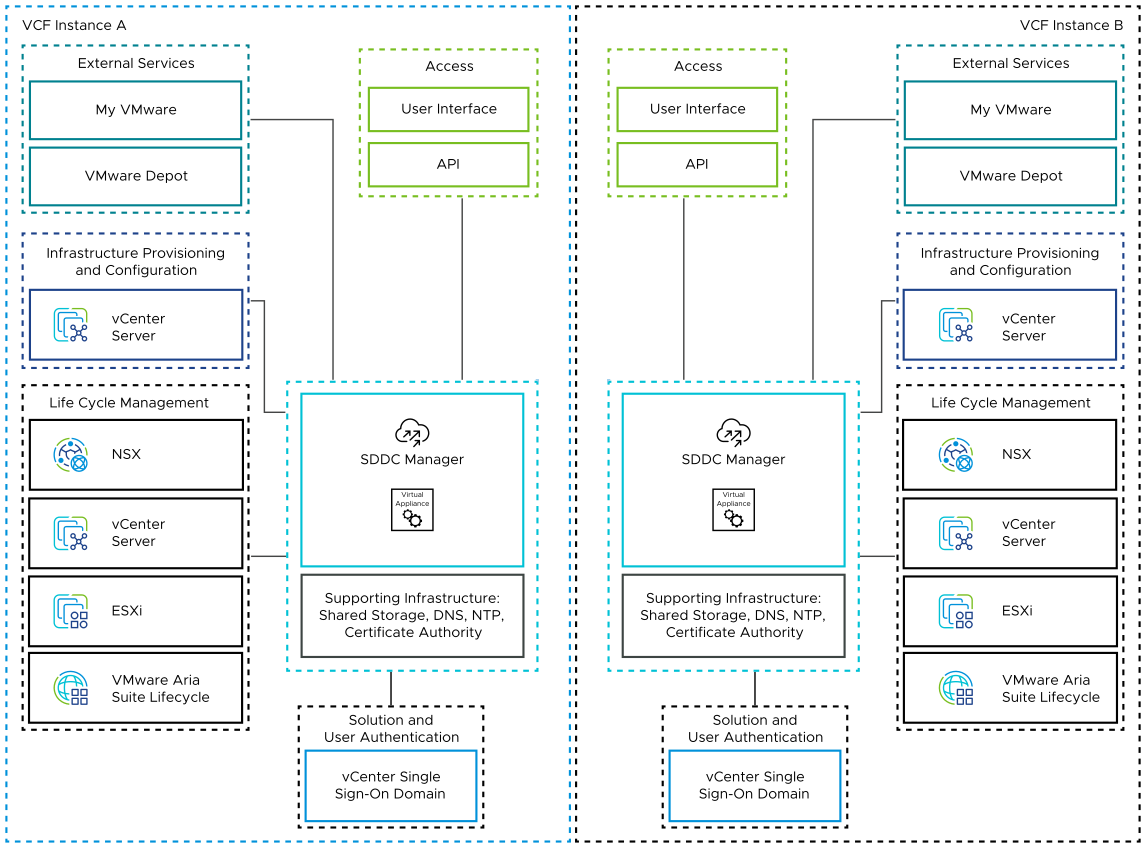 VCF Instance A
External Services
My VMware
VMware Depot
Access
User Interface
API
Infrastructure Provisioning
and Configuration
vCenter
Server
Life Cycle Management
NSX
vCenter
Server
ESXi
VMware Aria
Suite Lifecycle
SDDC Manager
Virtual
Appliance
Supporting Infrastructure:
Shared Storage, DNS, NTP,
Certificate Authority
Solution and
User Authentication
vCenter Single
Sign-On Domain
VCF Instance B
Access
User Interface
API
External Services
My VMware
VMware Depot
Infrastructure Provisioning
and Configuration
vCenter
Server
SDDC Manager
Virtual
Appliance
Supporting Infrastructure:
Shared Storage, DNS, NTP,
Certificate Authority
Life Cycle Management
NSX
vCenter
Server
ESXi
VMware Aria
Suite Lifecycle
Solution and
User Authentication
vCenter Single
Sign-On Domain